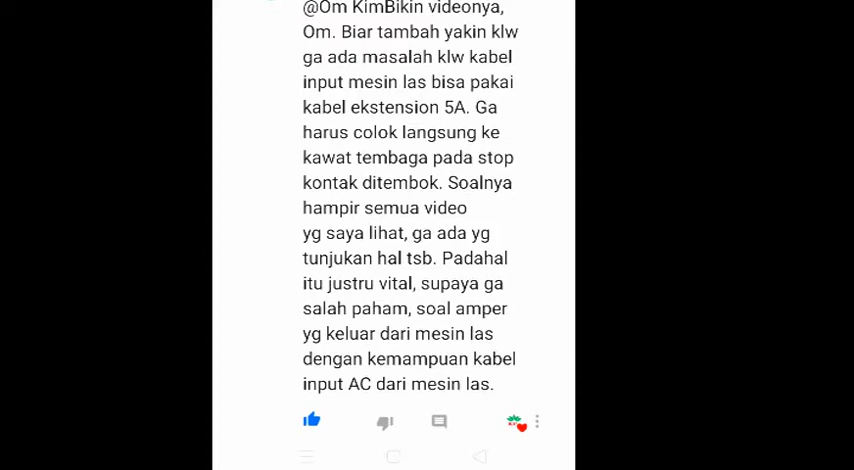 @Om KimBikin videonya,
Om. Biar tambah yakin klw
ga ada masalah klw kabel
input mesin las bisa pakai
kabel ekstension 5A. Ga
harus colok langsung ke
kawat tembaga pada stop
kontak ditembok. Soalnya
hampir semua video
yg saya lihat, ga ada yg
tunjukan hal tsb. Padahal
itu justru vital, supaya ga
salah paham, soal amper
yg keluar dari mesin las
dengan kemampuan kabel
input AC dari mesin las.